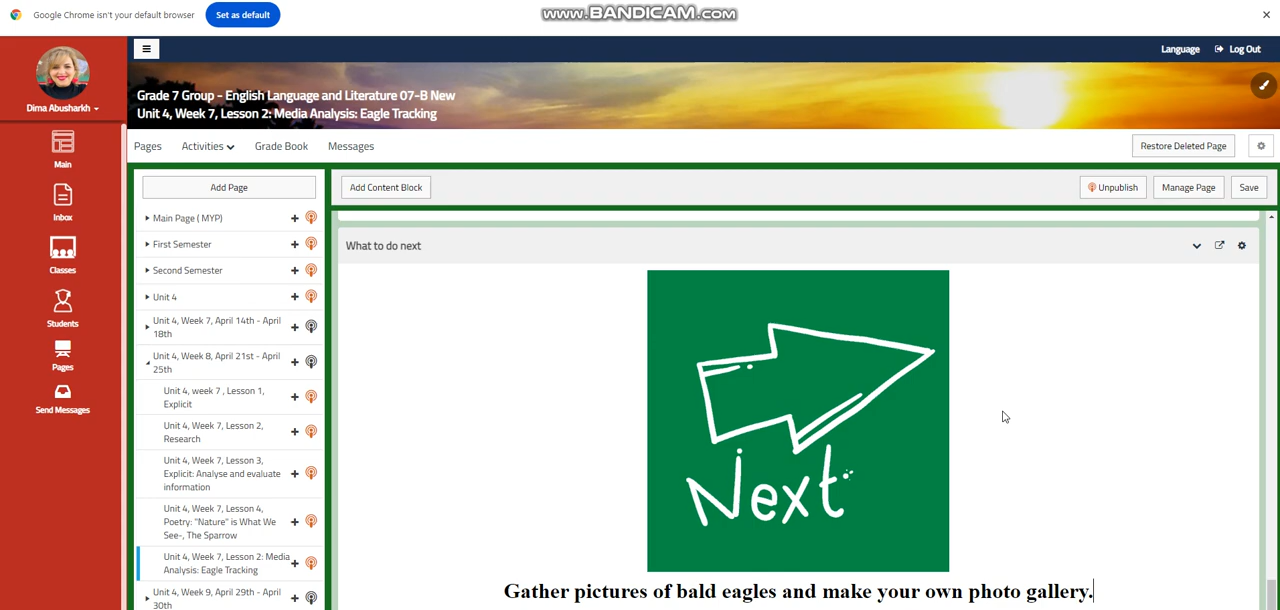 Google Chrome isn't your default browser
Set as default
www.BANDICAM.com
Language
Log Out
Dima Abusharkh
Grade 7 Group - English Language and Literature 07-B New
Unit 4, Week 7, Lesson 2: Media Analysis: Eagle Tracking
Pages
Activities
Grade Book
Messages
Restore Deleted Page
Main
Inbox
Classes
Students
Pages
Send Messages
Add Page
Main Page ( MYP)
First Semester
Second Semester
Unit 4
Unit 4, Week 7, April 14th - April
18th
Unit 4, Week 8, April 21st - April
25th
Unit 4, week 7 , Lesson 1,
Explicit
Unit 4, Week 7, Lesson 2,
Research
Unit 4, Week 7, Lesson 3,
Explicit: Analyse and evaluate
information
Unit 4, Week 7, Lesson 4,
Poetry: "Nature" is What We
See-, The Sparrow
Unit 4, Week 7, Lesson 2: Media
Analysis: Eagle Tracking
Unit 4, Week 9, April 29th - April
30th
Add Content Block
Unpublish
Manage Page
Save
What to do next
Next
Gather pictures of bald eagles and make your own photo gallery.